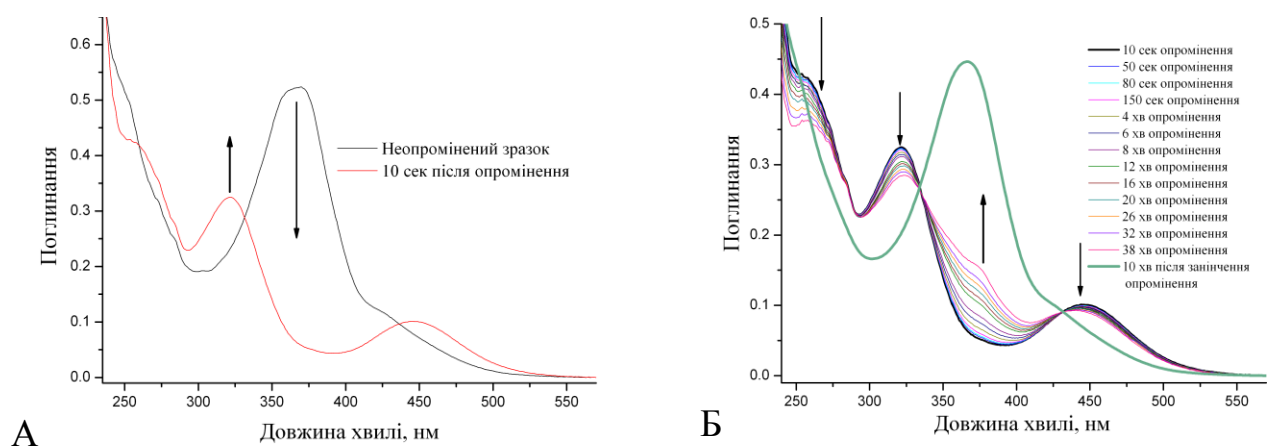 0.6
0.5
0.4
0.3
0.2
0.1
0.0
Поглинання
Неопромінений зразок
10 сек після опромінення
250 300 350 400 450 500 550
Довжина хвилі, нм
А
0.5
0.4
0.3
0.2
0.1
0.0
Поглинання
10 сек опромінення
50 сек опромінення
80 сек опромінення
150 сек опромінення
4 хв опромінення
6 хв опромінення
8 хв опромінення
12 хв опромінення
16 хв опромінення
20 хв опромінення
26 хв опромінення
32 хв опромінення
38 хв опромінення
10 хв після занінчення
опромінення
250 300 350 400 450 500 550
Довжина хвилі, нм
Б